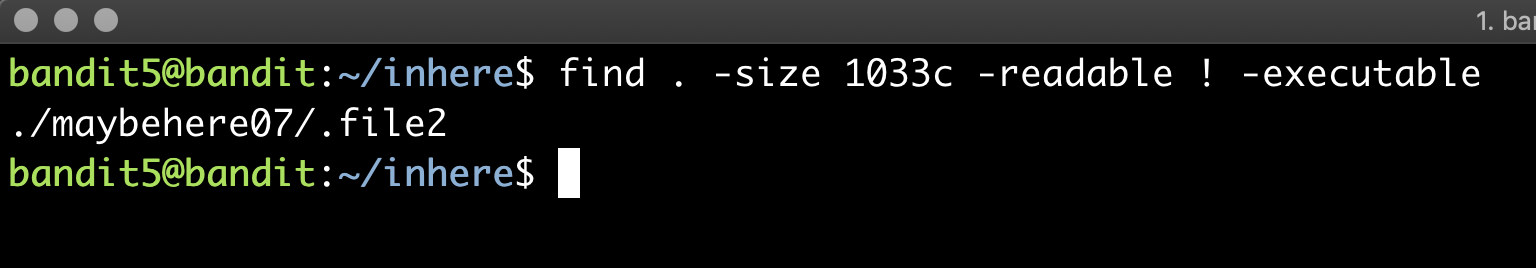 1. ba
bandit5@bandit:~/inhere$ find . -size 1033c -readable ! -executable
./maybehere07/.file2
bandit5@bandit:~/inhere$